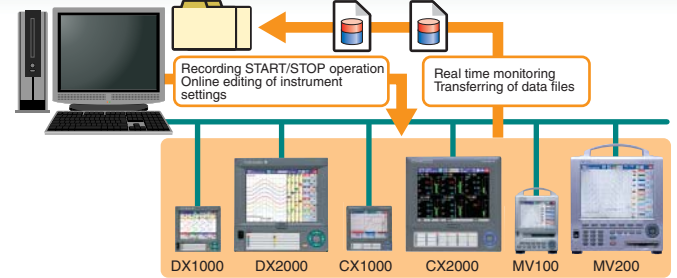 Recording START/STOP operation
Online editing of instrument
settings
Real time monitoring
Transferring of data files
DX1000
DX2000
CX1000
CX2000
MV100
MV200